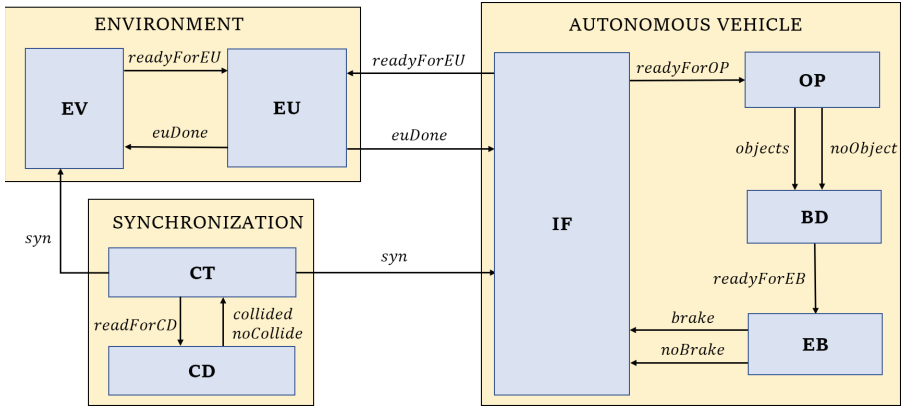 ENVIRONMENT
AUTONOMOUS VEHICLE
readyForEU
readyForEU
readyForOP
OP
EV
EU
euDone
euDone
objects
noObject
SYNCHRONIZATION
IF
BD
syn
syn
CT
readyForEB
readForCD
collided
noCollide
brake
noBrake
EB
CD